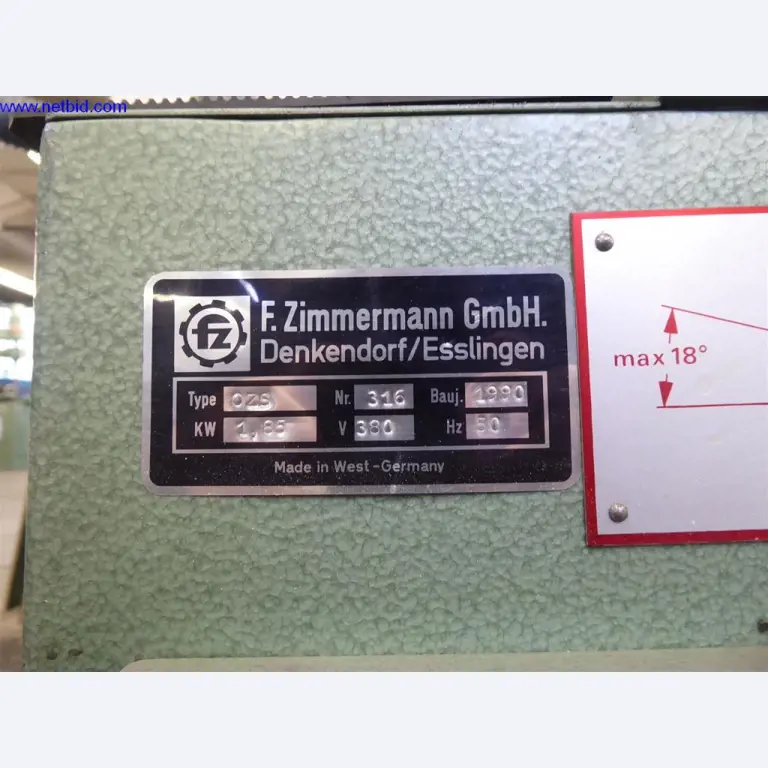 www.netbid.com
fz
F. Zimmermann GmbH.
Denkendorf/Esslingen
Type OZS Nr. 316 Bauj. 1990
KW 1,85 V 380 Hz 50
Made in West-Germany
max 18°